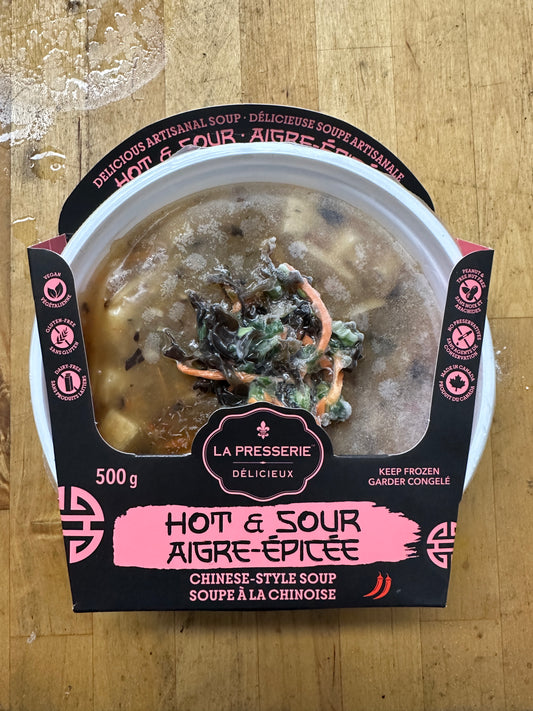 DELICIOUS ARTISANAL SOUP · DÉLICIEUSE SOUPE ARTISANALE
HOT & SOUR · AIGRE-ÉPICÉE
VEGAN
VÉGÉTALIENNE
GLUTEN-FREE
SANS GLUTEN
DAIRY-FREE
SANS PRODUITS LAITIERS
PEANUT &
TREE NUT FREE
SANS NOIX ET
ARACHIDES
NO PRESERVATIVES
SANS AGENTS DE
CONSERVATION
MADE IN CANADA
PRODUIT DU CANADA
LA PRESSERIE
DÉLICIEUX
500 g
KEEP FROZEN
GARDER CONGELÉ
HOT & SOUR
AIGRE-ÉPICÉE
CHINESE-STYLE SOUP
SOUPE À LA CHINOISE